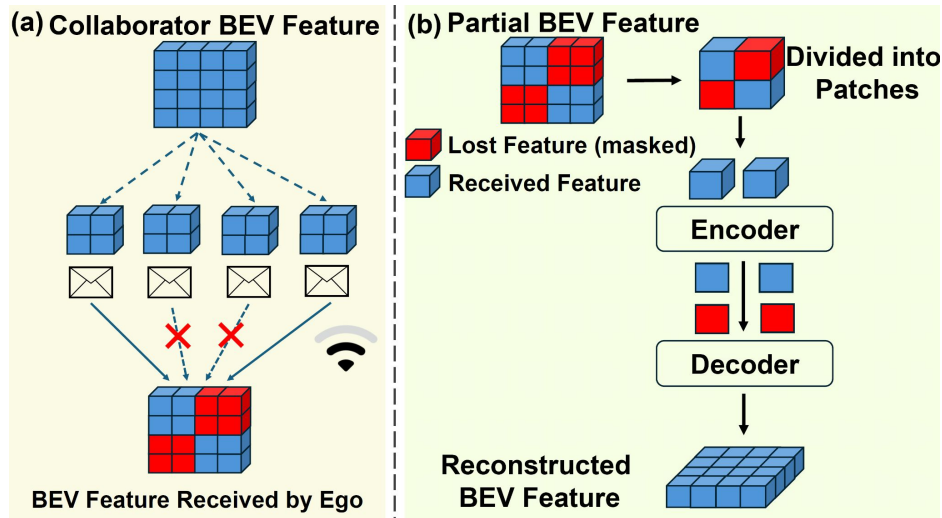 (a) Collaborator BEV Feature
BEV Feature Received by Ego
(b) Partial BEV Feature
Divided into
Patches
Lost Feature (masked)
Received Feature
Encoder
Decoder
Reconstructed
BEV Feature